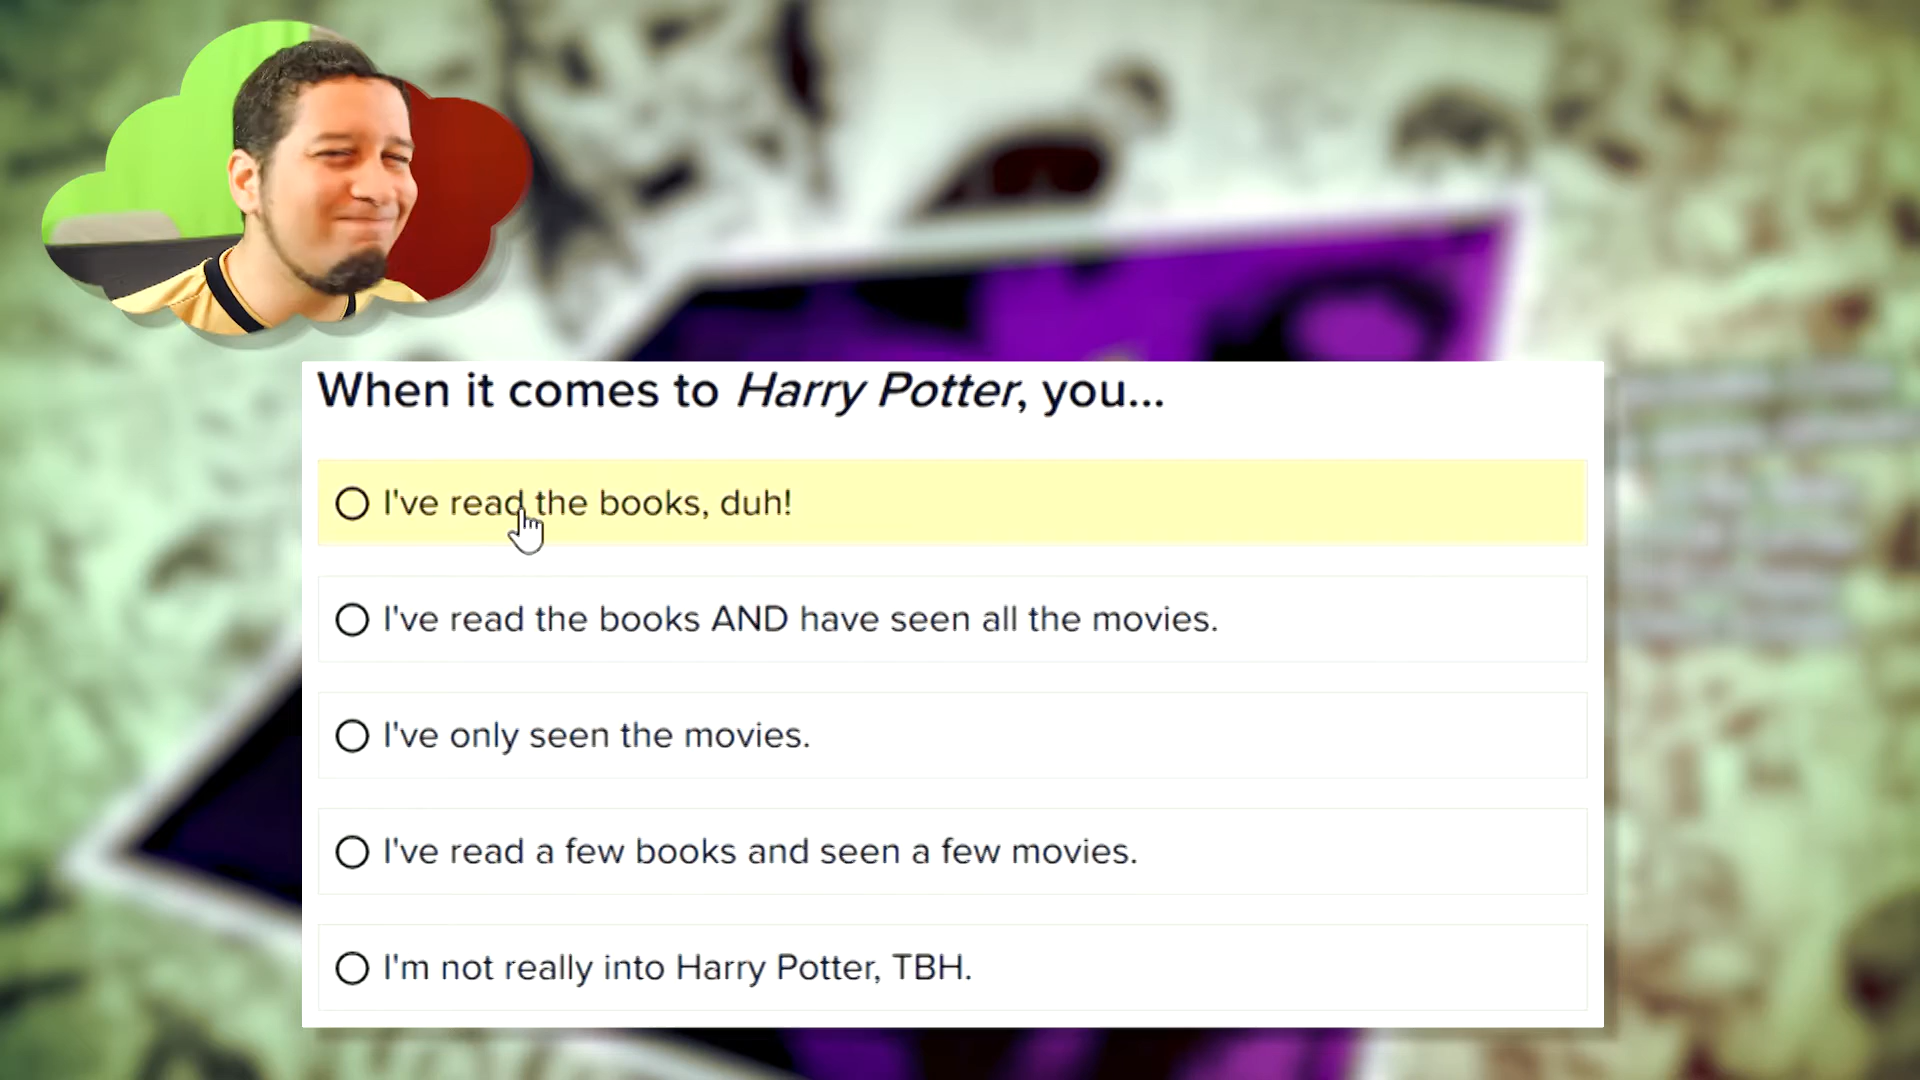 When it comes to Harry Potter, you...
I've read the books, duh!
I've read the books AND have seen all the movies.
I've only seen the movies.
I've read a few books and seen a few movies.
I'm not really into Harry Potter, TBH.